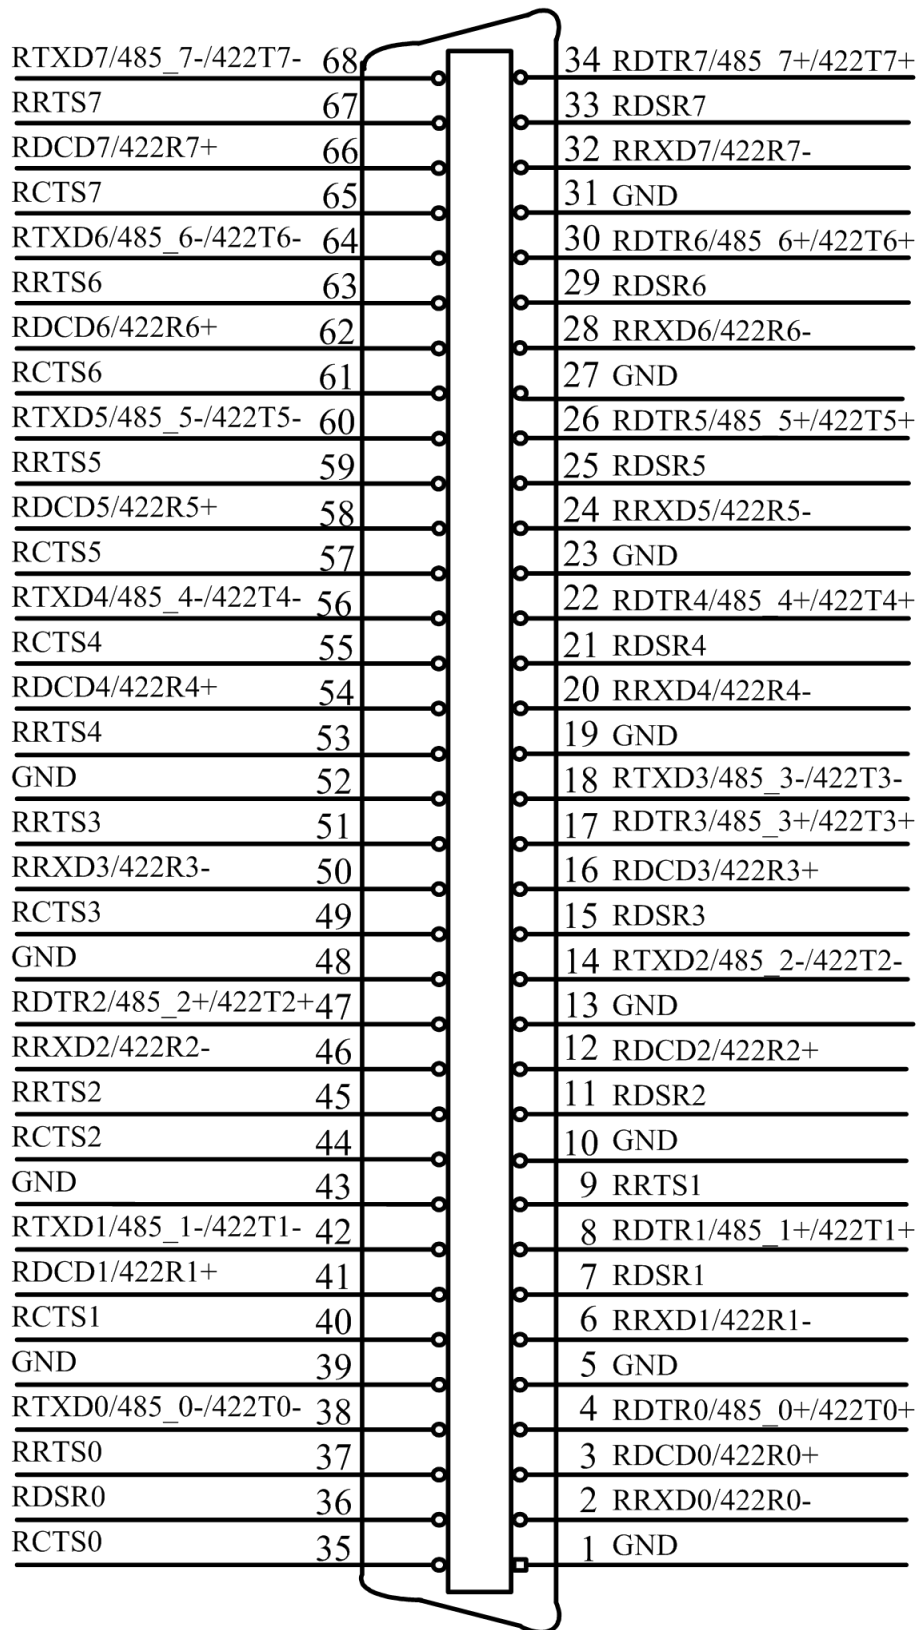 RTXD7/485_7-/422T7- 68 34 RDTR7/485_7+/422T7+
RRTS7 67 33 RDSR7
RDCD7/422R7+ 66 32 RRXD7/422R7-
RCTS7 65 31 GND
RTXD6/485_6-/422T6- 64 30 RDTR6/485_6+/422T6+
RRTS6 63 29 RDSR6
RDCD6/422R6+ 62 28 RRXD6/422R6-
RCTS6 61 27 GND
RTXD5/485_5-/422T5- 60 26 RDTR5/485_5+/422T5+
RRTS5 59 25 RDSR5
RDCD5/422R5+ 58 24 RRXD5/422R5-
RCTS5 57 23 GND
RTXD4/485_4-/422T4- 56 22 RDTR4/485_4+/422T4+
RCTS4 55 21 RDSR4
RDCD4/422R4+ 54 20 RRXD4/422R4-
RRTS4 53 19 GND
GND 52 18 RTXD3/485_3-/422T3-
RRTS3 51 17 RDTR3/485_3+/422T3+
RRXD3/422R3- 50 16 RDCD3/422R3+
RCTS3 49 15 RDSR3
GND 48 14 RTXD2/485_2-/422T2-
RDTR2/485_2+/422T2+ 47 13 GND
RRXD2/422R2- 46 12 RDCD2/422R2+
RRTS2 45 11 RDSR2
RCTS2 44 10 GND
GND 43 9 RRTS1
RTXD1/485_1-/422T1- 42 8 RDTR1/485_1+/422T1+
RDCD1/422R1+ 41 7 RDSR1
RCTS1 40 6 RRXD1/422R1-
GND 39 5 GND
RTXD0/485_0-/422T0- 38 4 RDTR0/485_0+/422T0+
RRTS0 37 3 RDCD0/422R0+
RDSR0 36 2 RRXD0/422R0-
RCTS0 35 1 GND